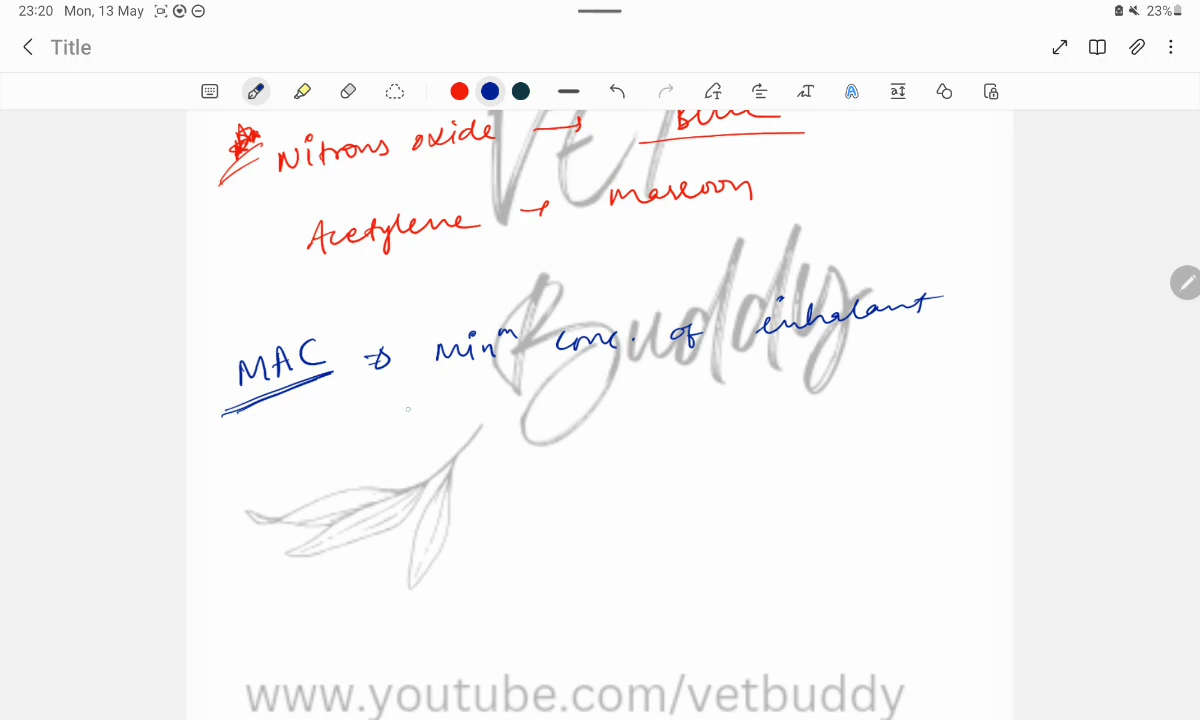 23:20 Mon, 13 May 23%
Title
Nitrous oxide → Blue
Acetylene → maroon
VET
Buddy
MAC ⇒ Minᵐ conc. of inhalant
www.youtube.com/vetbuddy